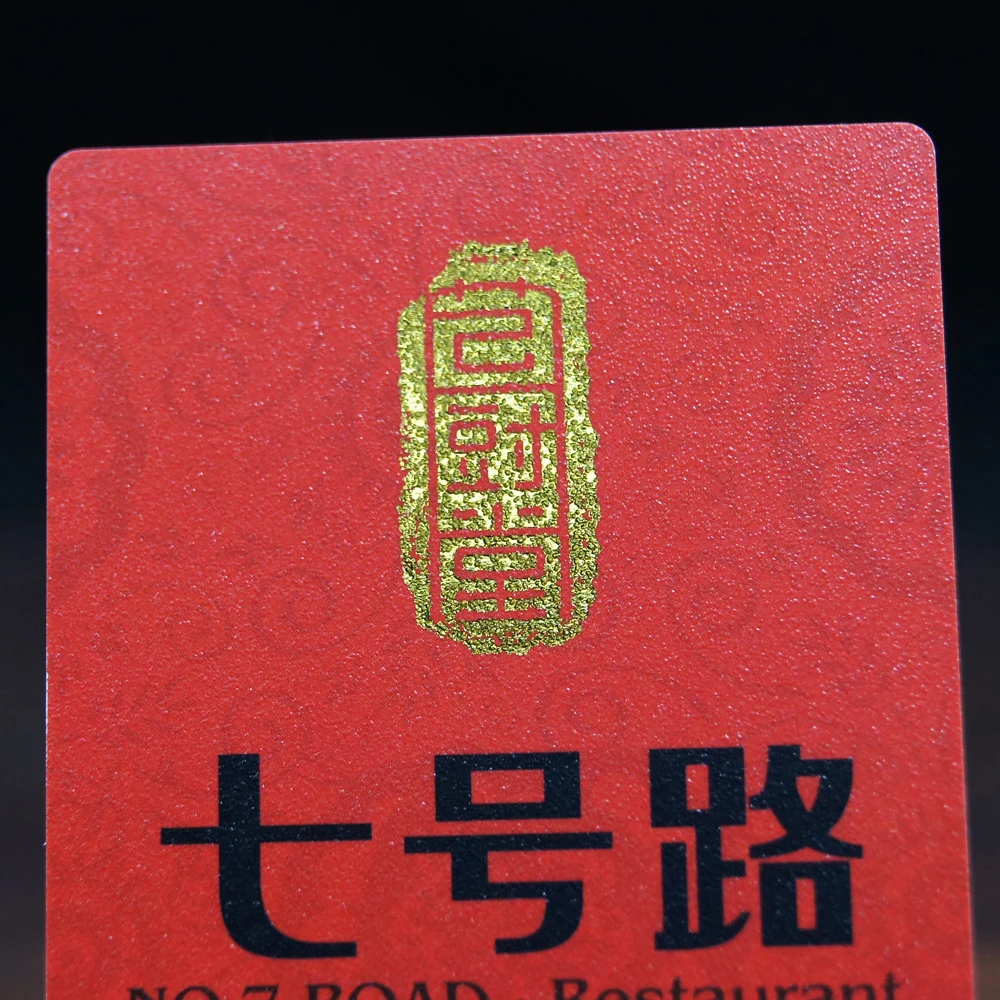 七号路
NO.7 ROAD · Restaurant